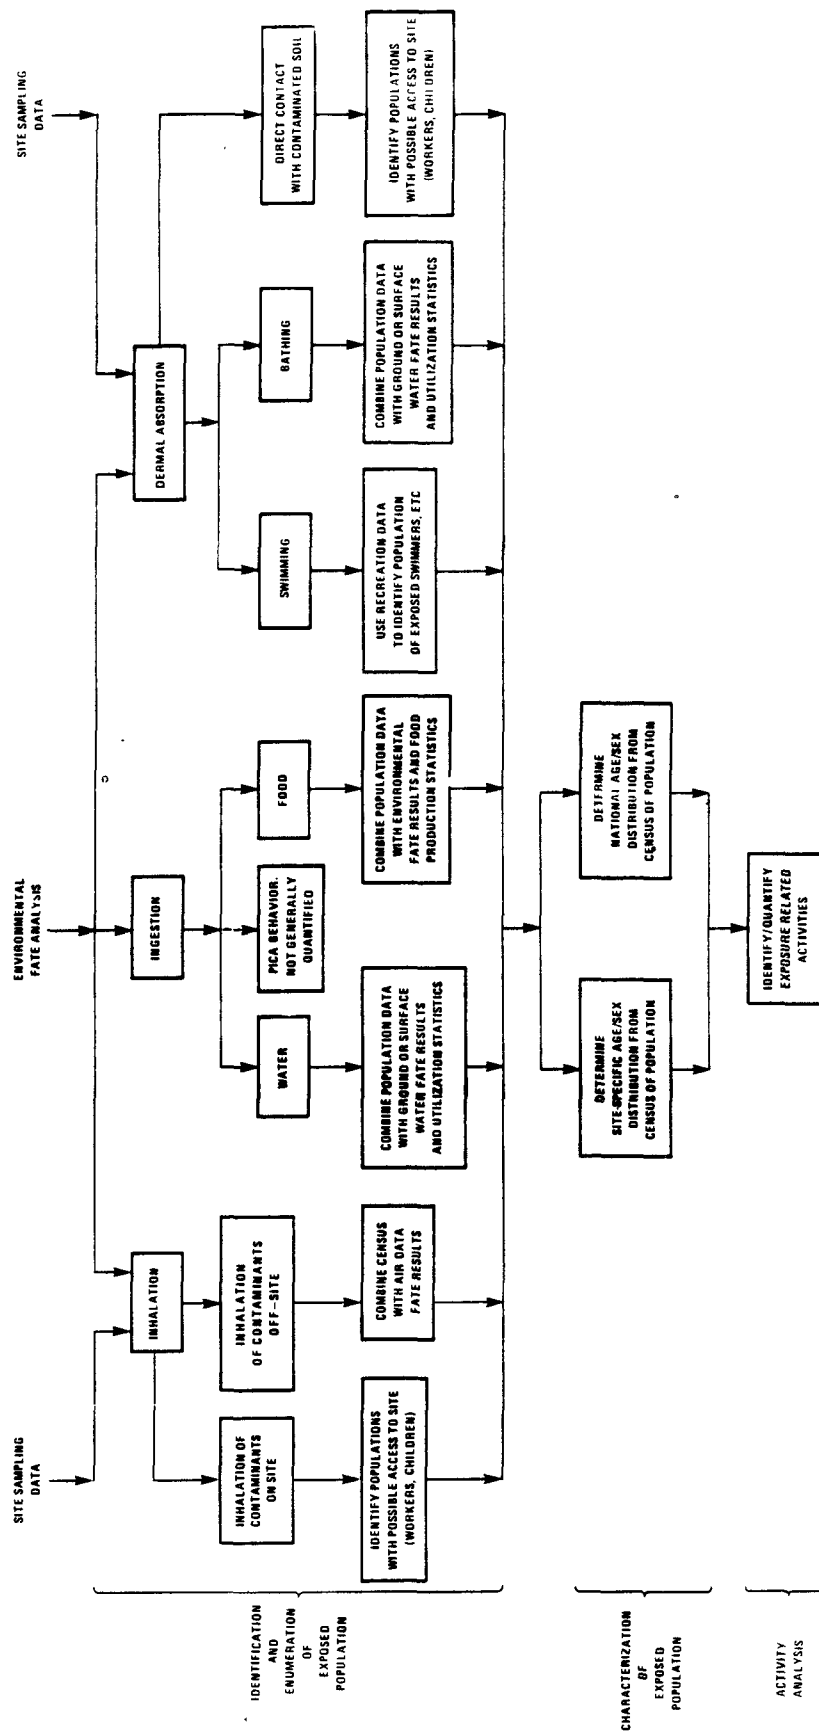 SITE SAMPLING
DATA
ENVIRONMENTAL
FATE ANALYSIS
SITE SAMPLING
DATA
INHALATION
INGESTION
DERMAL ABSORPTION
INHALATION OF
CONTAMINANTS
ON SITE
INHALATION
OF CONTAMINANTS
OFF-SITE
WATER
PICA BEHAVIOR.
NOT GENERALLY
QUANTIFIED
FOOD
SWIMMING
BATHING
DIRECT CONTACT
WITH CONTAMINATED SOIL
IDENTIFY POPULATIONS
WITH POSSIBLE ACCESS TO SITE
(WORKERS, CHILDREN)
COMBINE CENSUS
WITH AIR DATA
FATE RESULTS
COMBINE POPULATION DATA
WITH GROUND OR SURFACE
WATER FATE RESULTS
AND UTILIZATION STATISTICS
COMBINE POPULATION DATA
WITH ENVIRONMENTAL
FATE RESULTS AND FOOD
PRODUCTION STATISTICS
USE RECREATION DATA
TO IDENTIFY POPULATION
OF EXPOSED SWIMMERS, ETC
COMBINE POPULATION DATA
WITH GROUND OR SURFACE
WATER FATE RESULTS
AND UTILIZATION STATISTICS
IDENTIFY POPULATIONS
WITH POSSIBLE ACCESS TO SITE
(WORKERS, CHILDREN)
IDENTIFICATION
AND
ENUMERATION
OF
EXPOSED
POPULATION
DETERMINE
SITE-SPECIFIC AGE/SEX
DISTRIBUTION FROM
CENSUS OF POPULATION
DETERMINE
NATIONAL AGE/SEX
DISTRIBUTION FROM
CENSUS OF POPULATION
CHARACTERIZATION
OF
EXPOSED
POPULATION
IDENTIFY/QUANTIFY
EXPOSURE RELATED
ACTIVITIES
ACTIVITY
ANALYSIS